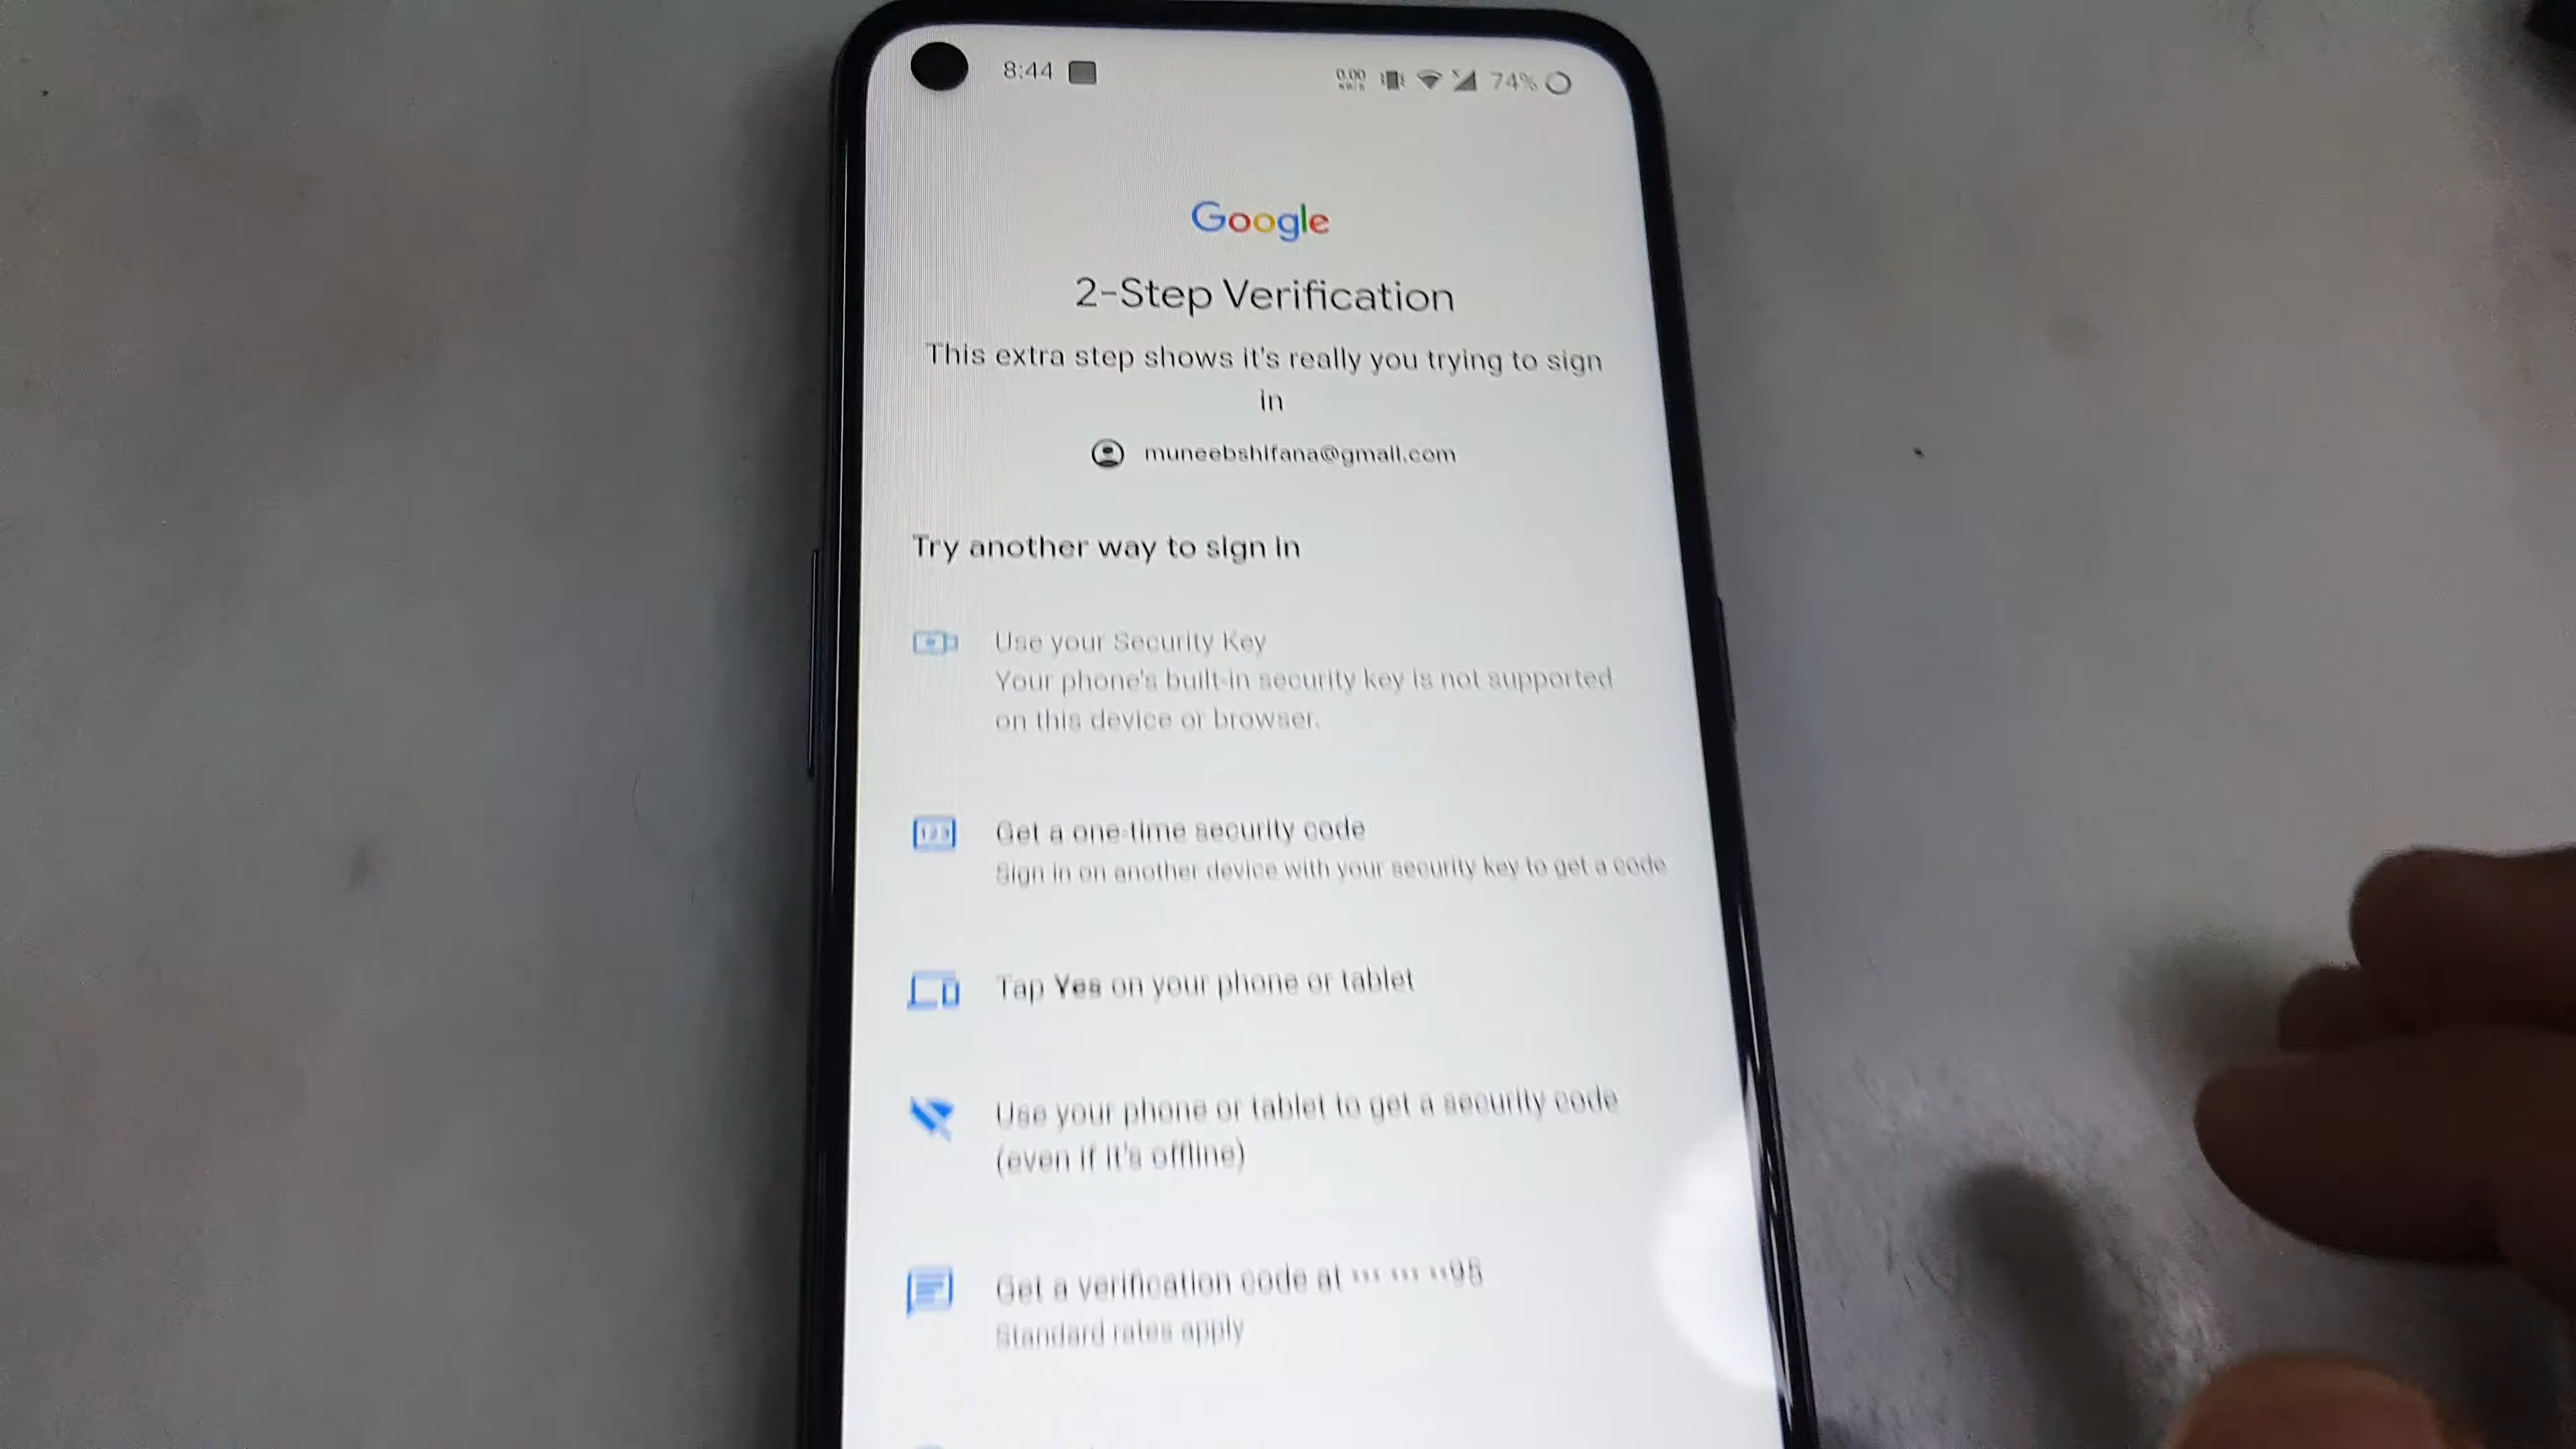 8:44 0.00 74%
Google
2-Step Verification
This extra step shows it's really you trying to sign
in
muneebshifana@gmail.com
Try another way to sign in
Use your Security Key
Your phone's built-in security key is not supported
on this device or browser.
123 Get a one-time security code
Sign in on another device with your security key to get a code
Tap Yes on your phone or tablet
Use your phone or tablet to get a security code
(even if it's offline)
Get a verification code at ••• ••• ••95
Standard rates apply